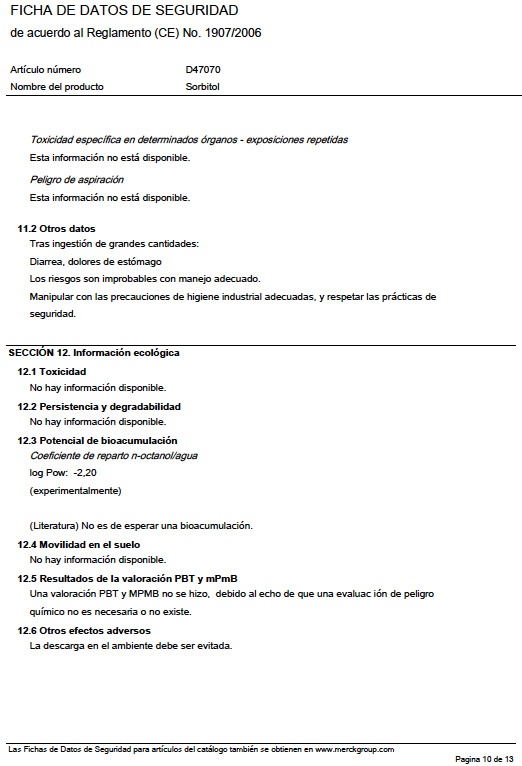 FICHA DE DATOS DE SEGURIDAD
de acuerdo al Reglamento (CE) No. 1907/2006
Artículo número D47070
Nombre del producto Sorbitol
Toxicidad específica en determinados órganos - exposiciones repetidas
Esta información no está disponible.
Peligro de aspiración
Esta información no está disponible.
11.2 Otros datos
Tras ingestión de grandes cantidades:
Diarrea, dolores de estómago
Los riesgos son improbables con manejo adecuado.
Manipular con las precauciones de higiene industrial adecuadas, y respetar las prácticas de
seguridad.
SECCIÓN 12. Información ecológica
12.1 Toxicidad
No hay información disponible.
12.2 Persistencia y degradabilidad
No hay información disponible.
12.3 Potencial de bioacumulación
Coeficiente de reparto n-octanol/agua
log Pow: -2,20
(experimentalmente)
(Literatura) No es de esperar una bioacumulación.
12.4 Movilidad en el suelo
No hay información disponible.
12.5 Resultados de la valoración PBT y mPmB
Una valoración PBT y MPMB no se hizo, debido al echo de que una evaluac ión de peligro
químico no es necesaria o no existe.
12.6 Otros efectos adversos
La descarga en el ambiente debe ser evitada.
Las Fichas de Datos de Seguridad para artículos del catálogo también se obtienen en www.merckgroup.com
Pagina 10 de 13